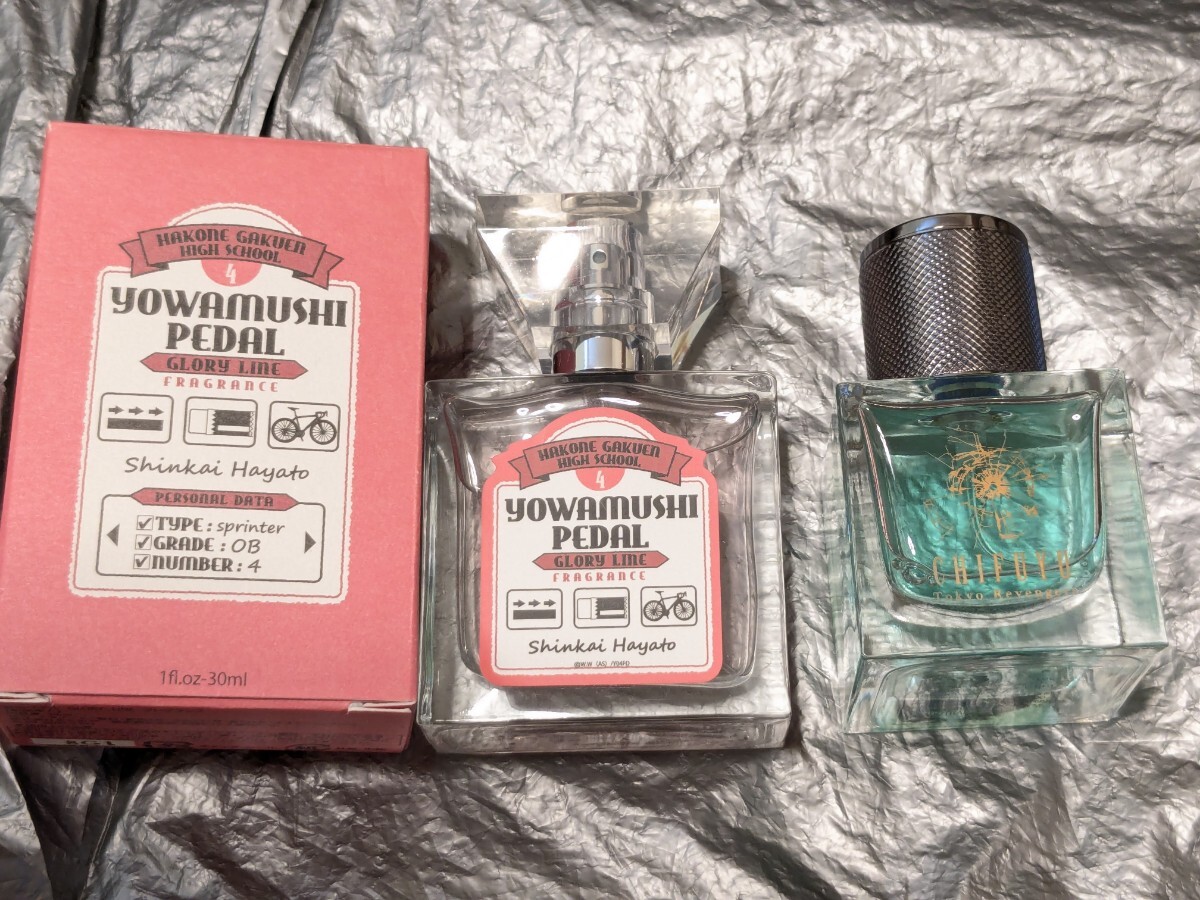 HAKONE GAKUEN
HIGH SCHOOL
4
YOWAMUSHI
PEDAL
GLORY LINE
FRAGRANCE
Shinkai Hayato
PERSONAL DATA
TYPE: sprinter
GRADE: OB
NUMBER: 4
1fl.oz-30ml
HAKONE GAKUEN
HIGH SCHOOL
4
YOWAMUSHI
PEDAL
GLORY LINE
FRAGRANCE
Shinkai Hayato
CHIFUYU
Tokyo